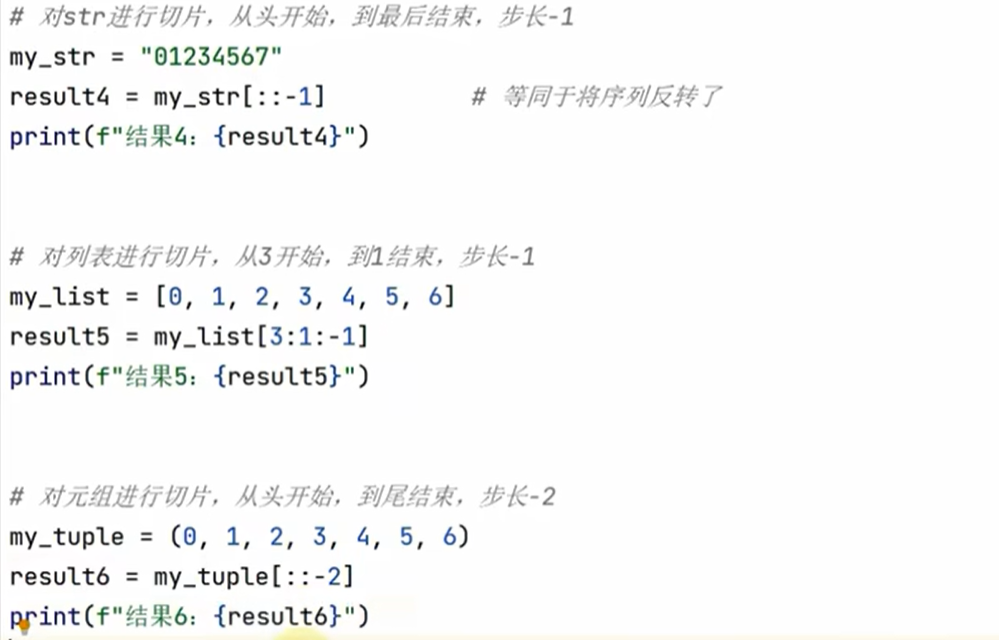 # 对str进行切片，从头开始，到最后结束，步长-1
my_str = "01234567"
result4 = my_str[::-1]          # 等同于将序列反转了
print(f"结果4：{result4}")
# 对列表进行切片，从3开始，到1结束，步长-1
my_list = [0, 1, 2, 3, 4, 5, 6]
result5 = my_list[3:1:-1]
print(f"结果5：{result5}")
# 对元组进行切片，从头开始，到尾结束，步长-2
my_tuple = (0, 1, 2, 3, 4, 5, 6)
result6 = my_tuple[::-2]
print(f"结果6：{result6}")